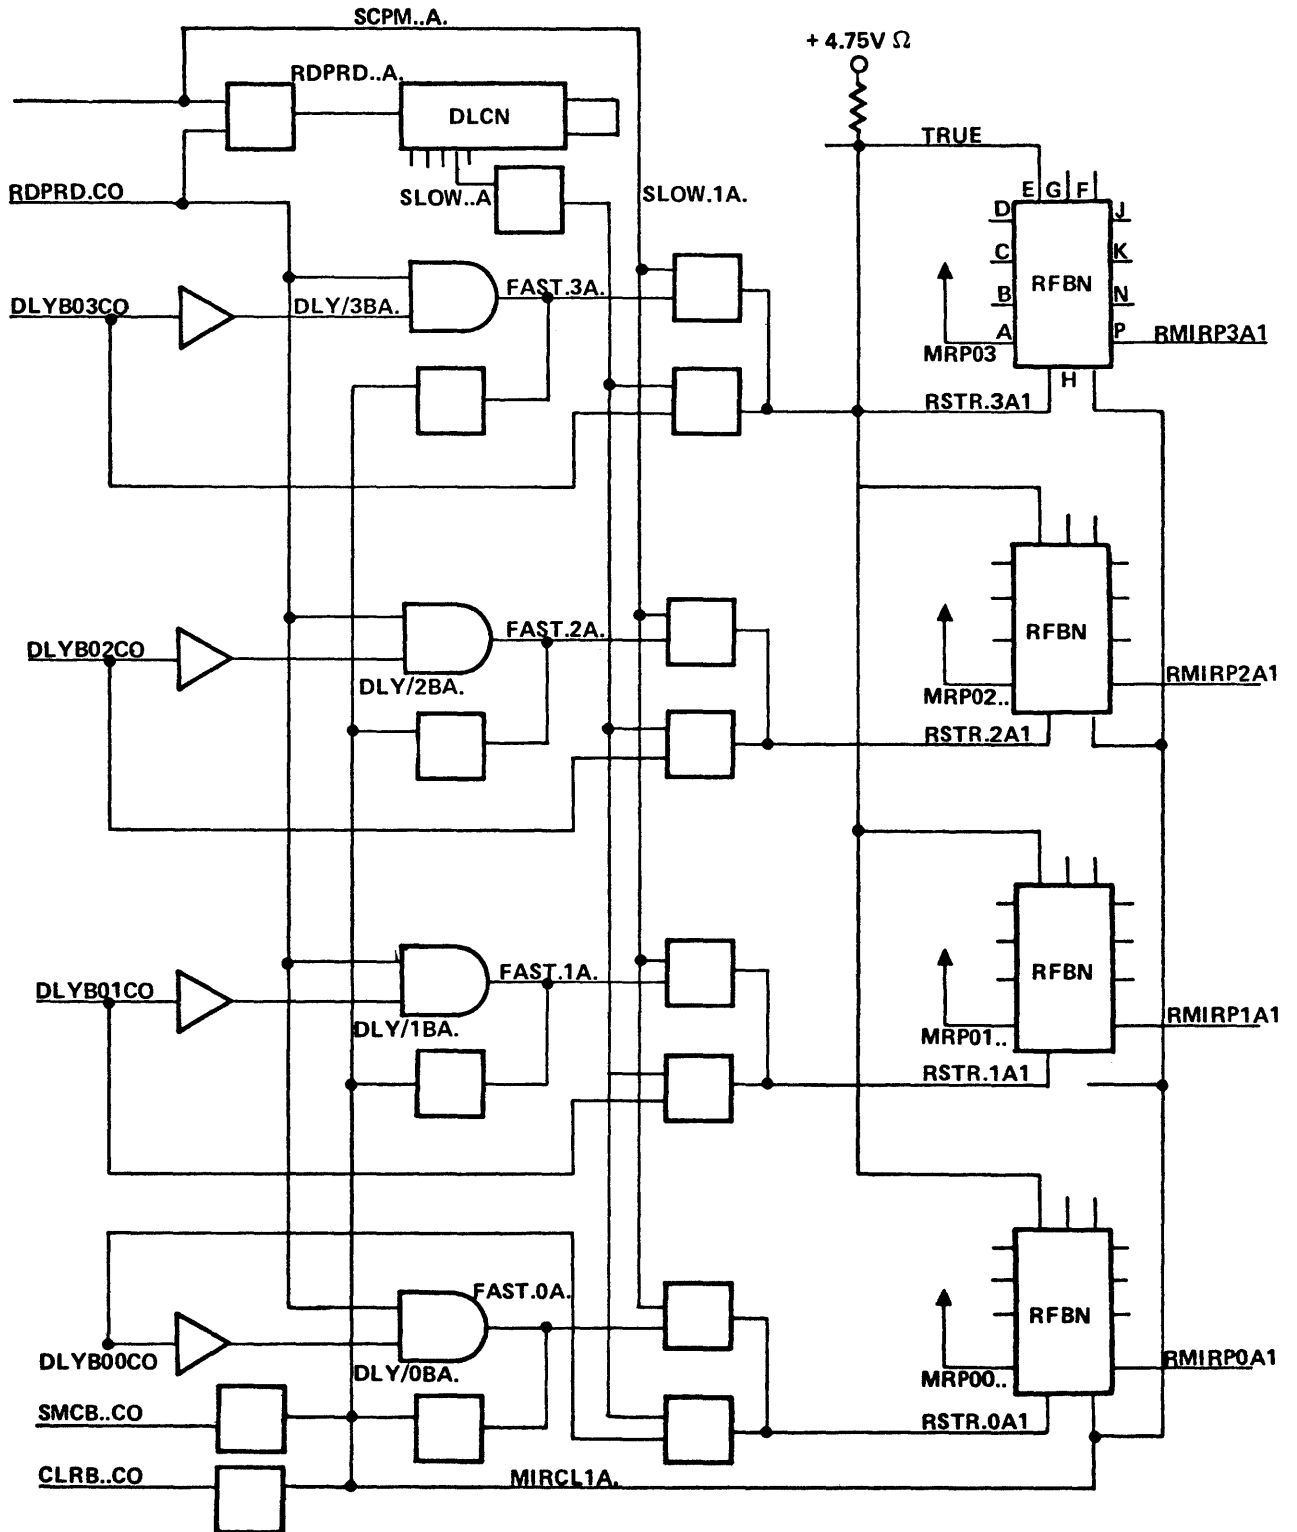 SCPM..A.
+ 4.75V Ω
RDPRD..A.
DLCN
TRUE
RDPRD.CO
SLOW..A
SLOW.1A.
E G F
D J
C K
RFBN
B N
A P
DLYB03CO
DLY/3BA.
FAST.3A.
MRP03
RMIRP3A1
H
RSTR.3A1
DLYB02CO
FAST.2A.
DLY/2BA.
RFBN
MRP02..
RMIRP2A1
RSTR.2A1
DLYB01CO
FAST.1A.
DLY/1BA.
RFBN
MRP01..
RMIRP1A1
RSTR.1A1
FAST.0A.
DLYB00CO
DLY/0BA.
RFBN
MRP00..
RMIRP0A1
SMCB..CO
RSTR.0A1
CLRB..CO
MIRCL1A.